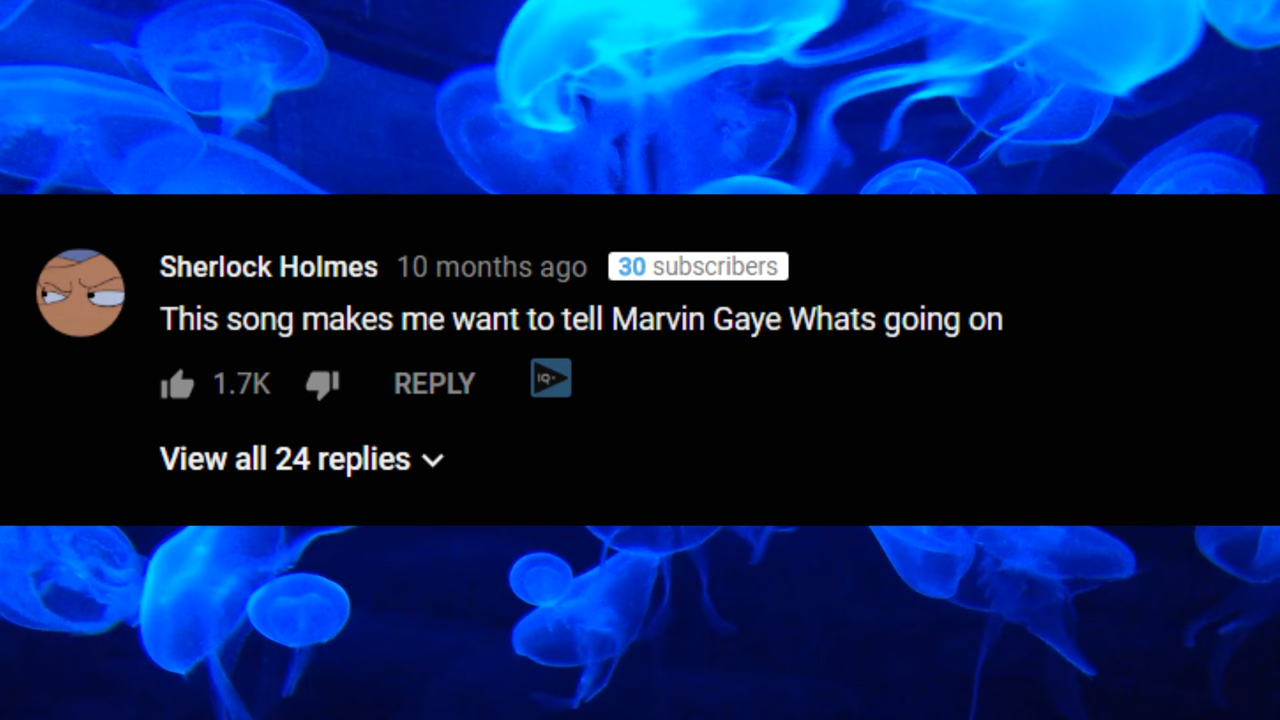 Sherlock Holmes 10 months ago 30 subscribers
This song makes me want to tell Marvin Gaye Whats going on
1.7K REPLY IQ
View all 24 replies